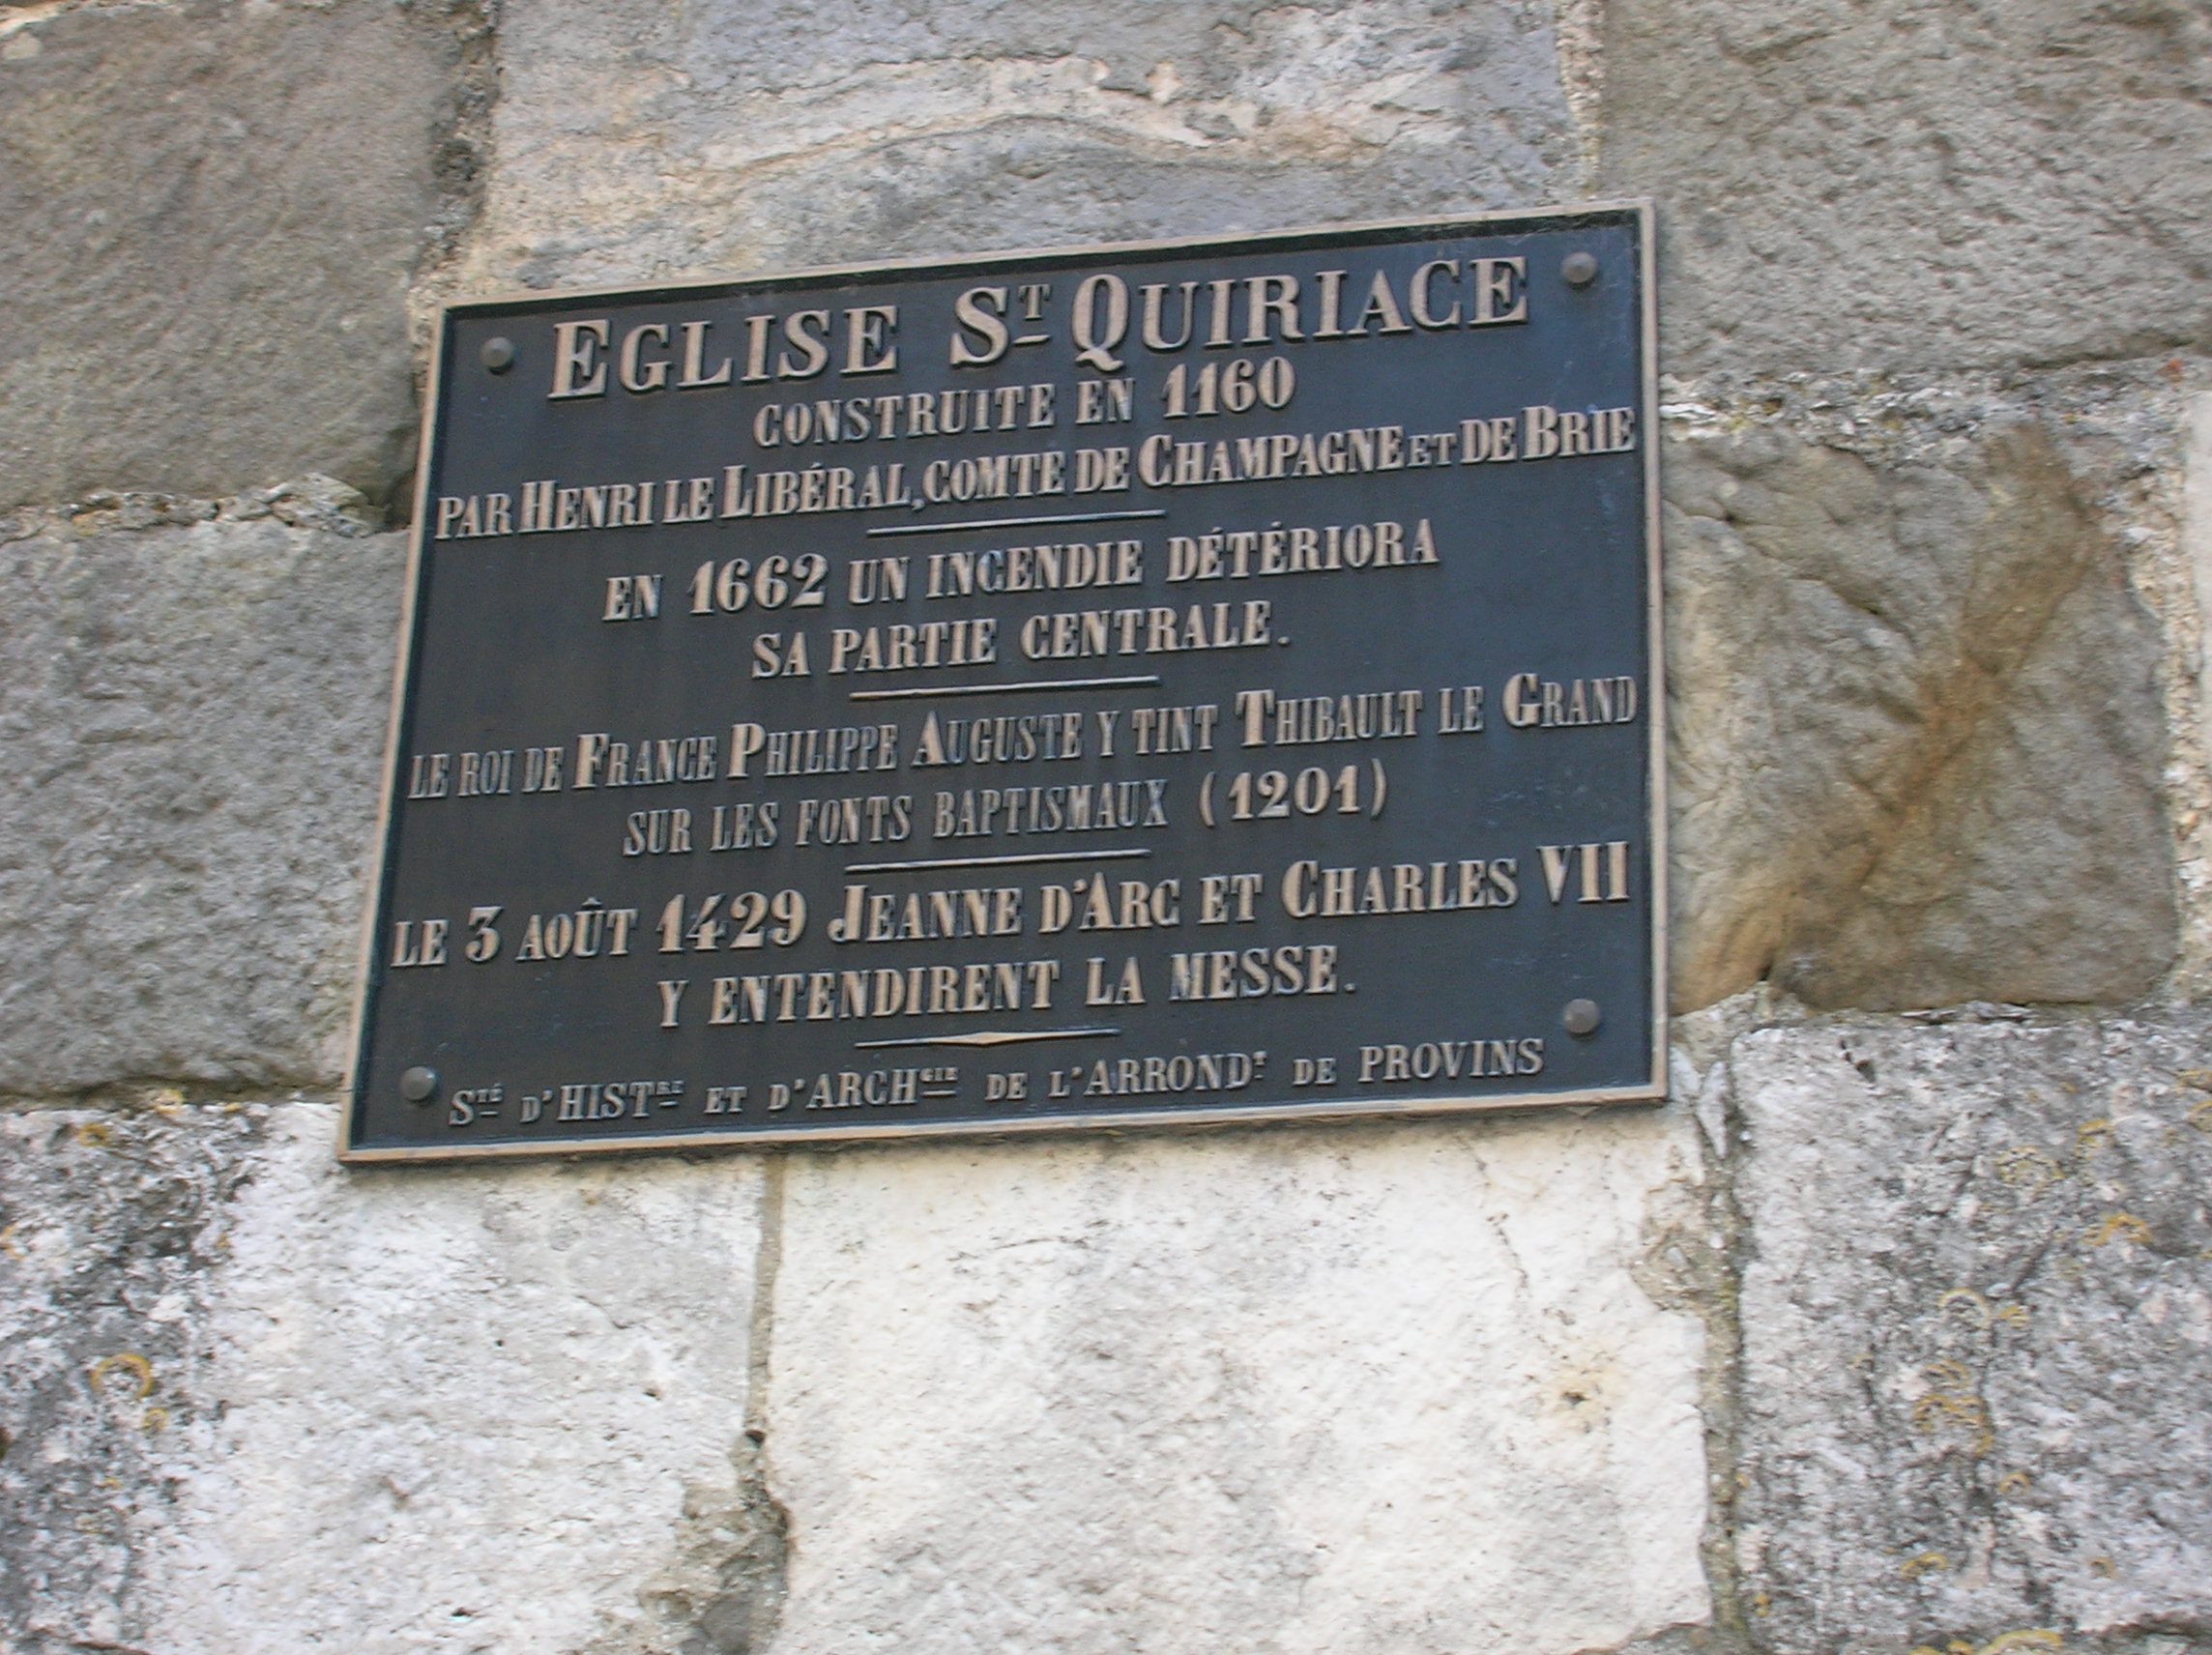 EGLISE ST QUIRIACE
CONSTRUITE EN 1160
PAR HENRI LE LIBÉRAL, COMTE DE CHAMPAGNE ET DE BRIE
EN 1662 UN INCENDIE DÉTÉRIORA
SA PARTIE CENTRALE.
LE ROI DE FRANCE PHILIPPE AUGUSTE Y TINT THIBAULT LE GRAND
SUR LES FONTS BAPTISMAUX (1201)
LE 3 AOÛT 1429 JEANNE D'ARC ET CHARLES VII
Y ENTENDIRENT LA MESSE.
STÉ D'HISTRE ET D'ARCHGIE DE L'ARRONDT DE PROVINS